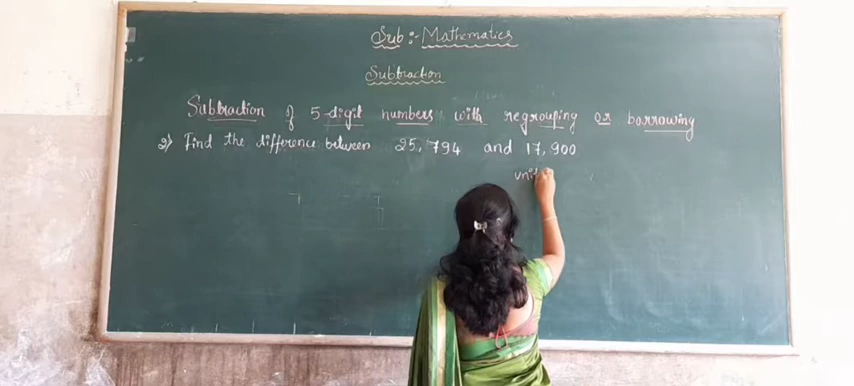 Sub :- Mathematics
Subtraction
Subtraction of 5-digit numbers with regrouping or borrowing
2) Find the difference between 25,794 and 17,900
unit